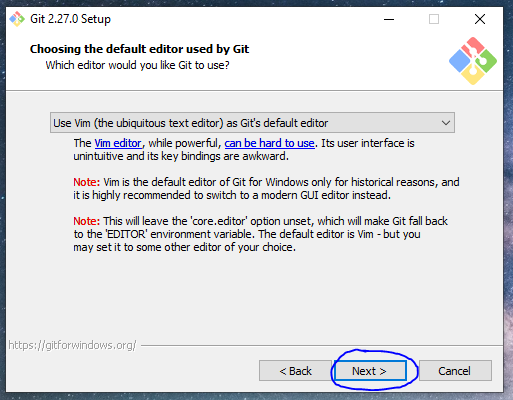 Git 2.27.0 Setup
Choosing the default editor used by Git
Which editor would you like Git to use?
Use Vim (the ubiquitous text editor) as Git's default editor
The Vim editor, while powerful, can be hard to use. Its user interface is
unintuitive and its key bindings are awkward.
Note: Vim is the default editor of Git for Windows only for historical reasons, and
it is highly recommended to switch to a modern GUI editor instead.
Note: This will leave the 'core.editor' option unset, which will make Git fall back
to the 'EDITOR' environment variable. The default editor is Vim - but you
may set it to some other editor of your choice.
https://gitforwindows.org/
< Back
Next >
Cancel